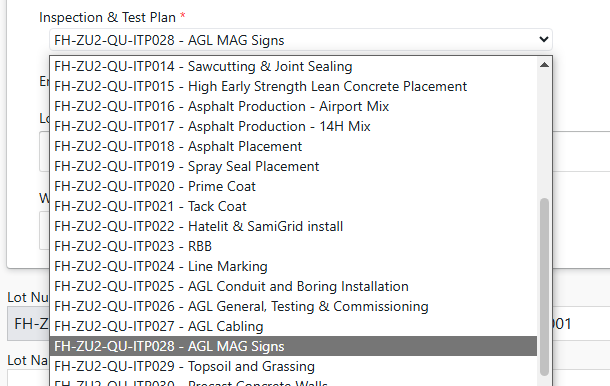 Inspection & Test Plan *
FH-ZU2-QU-ITP028 - AGL MAG Signs
FH-ZU2-QU-ITP014 - Sawcutting & Joint Sealing
FH-ZU2-QU-ITP015 - High Early Strength Lean Concrete Placement
FH-ZU2-QU-ITP016 - Asphalt Production - Airport Mix
FH-ZU2-QU-ITP017 - Asphalt Production - 14H Mix
FH-ZU2-QU-ITP018 - Asphalt Placement
FH-ZU2-QU-ITP019 - Spray Seal Placement
FH-ZU2-QU-ITP020 - Prime Coat
FH-ZU2-QU-ITP021 - Tack Coat
FH-ZU2-QU-ITP022 - Hatelit & SamiGrid install
FH-ZU2-QU-ITP023 - RBB
FH-ZU2-QU-ITP024 - Line Marking
FH-ZU2-QU-ITP025 - AGL Conduit and Boring Installation
FH-ZU2-QU-ITP026 - AGL General, Testing & Commissioning
FH-ZU2-QU-ITP027 - AGL Cabling
FH-ZU2-QU-ITP028 - AGL MAG Signs
FH-ZU2-QU-ITP029 - Topsoil and Grassing
FH-ZU2-QU-ITP030 - Precast Concrete Walls
En
Lo
W
Lot Nu
FH-Z
001
Lot Na